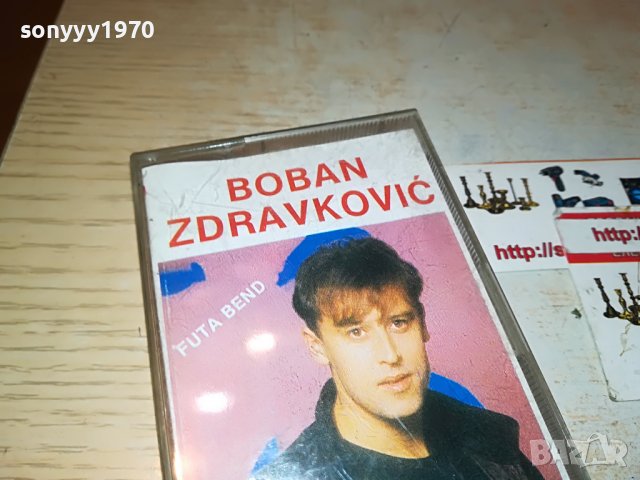 sonyyy1970
BOBAN
ZDRAVKOVIĆ
FUTA BEND
http://s
http:/
BAZAR